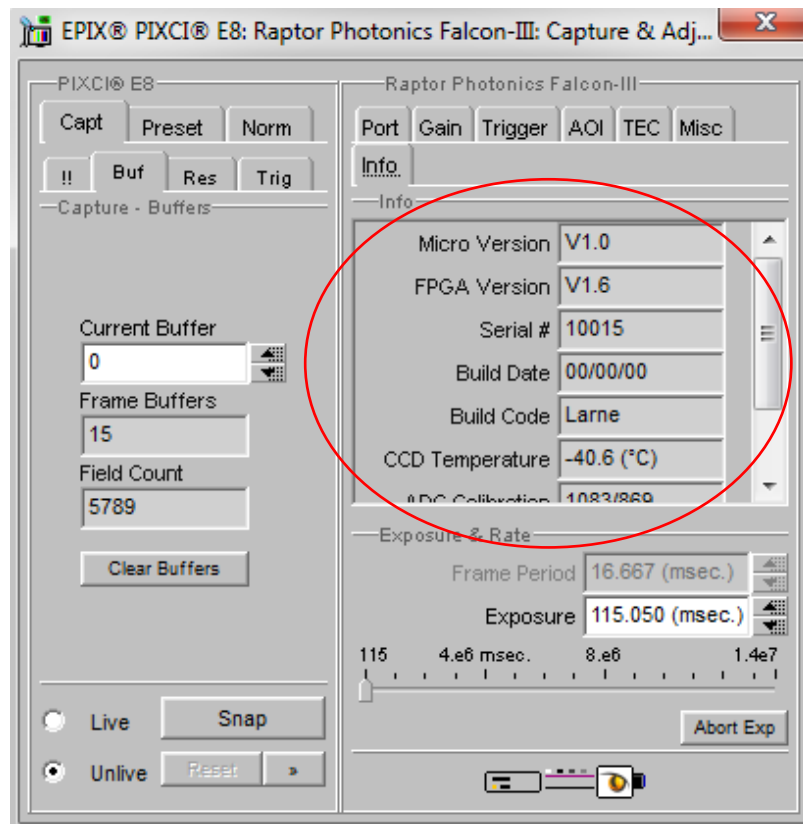 EPIX® PIXCI® E8: Raptor Photonics Falcon-III: Capture & Adj...
PIXCI® E8
Capt Preset Norm
!! Buf Res Trig
Capture - Buffers
Current Buffer
0
Frame Buffers
15
Field Count
5789
Clear Buffers
Live Snap
Unlive Reset »
Raptor Photonics Falcon-III
Port Gain Trigger AOI TEC Misc
Info.
Info
Micro Version V1.0
FPGA Version V1.6
Serial # 10015
Build Date 00/00/00
Build Code Larne
CCD Temperature -40.6 (°C)
ADC Calibration 1083/869
Exposure & Rate
Frame Period 16.667 (msec.)
Exposure 115.050 (msec.)
115 4.e6 msec. 8.e6 1.4e7
Abort Exp